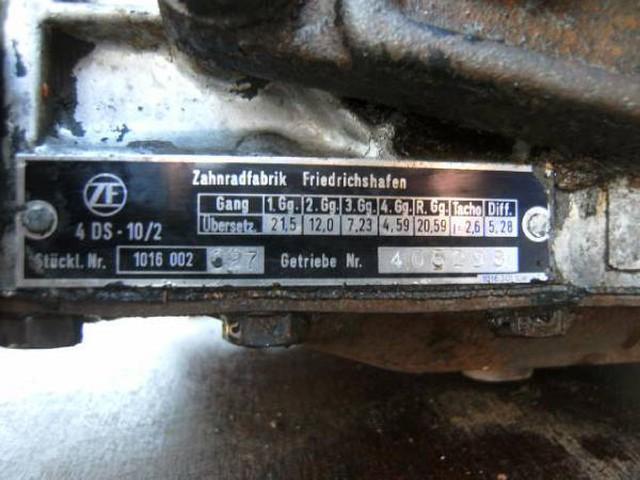 Zahnradfabrik Friedrichshafen
ZF
4 DS - 10/2
Gang 1. Gg. 2. Gg. 3. Gg. 4. Gg. R. Gg. Tacho Diff.
Übersetz. 21,5 12,0 7,23 4,59 20,59 i= 2,6 5,28
Stückl. Nr. 1016 002 027 Getriebe Nr.